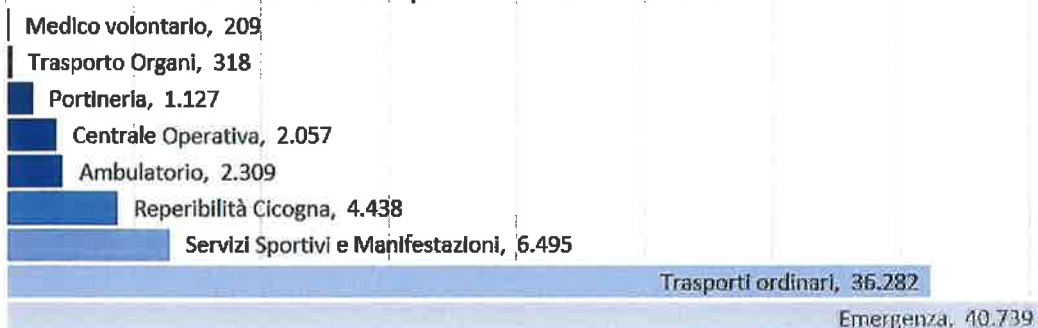 Medico volontario, 209
Trasporto Organi, 318
Portineria, 1.127
Centrale Operativa, 2.057
Ambulatorio, 2.309
Reperibilità Cicogna, 4.438
Servizi Sportivi e Manifestazioni, 6.495
Trasporti ordinari, 36.282
Emergenza, 40.739